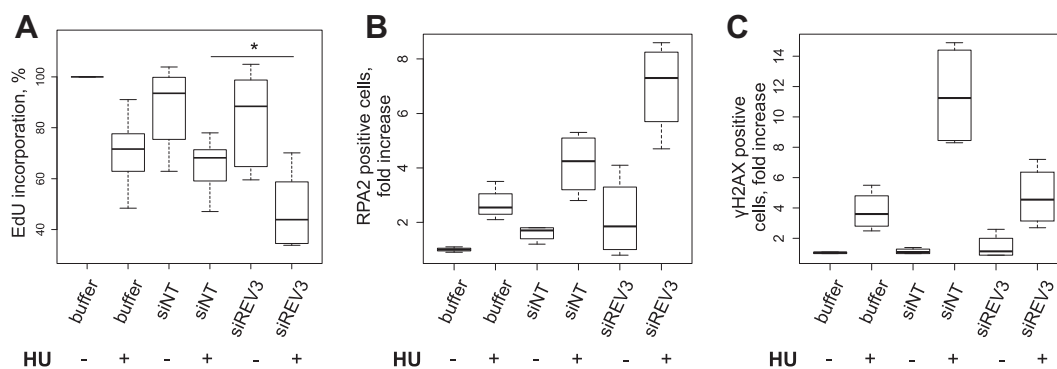 A
EdU incorporation, %
100
80
60
40
*
buffer
buffer
siNT
siNT
siREV3
siREV3
HU - + - + - +
B
RPA2 positive cells,
fold increase
8
6
4
2
buffer
buffer
siNT
siNT
siREV3
siREV3
HU - + - + - +
C
γH2AX positive
cells, fold increase
14
12
10
8
6
4
2
buffer
buffer
siNT
siNT
siREV3
siREV3
HU - + - + - +